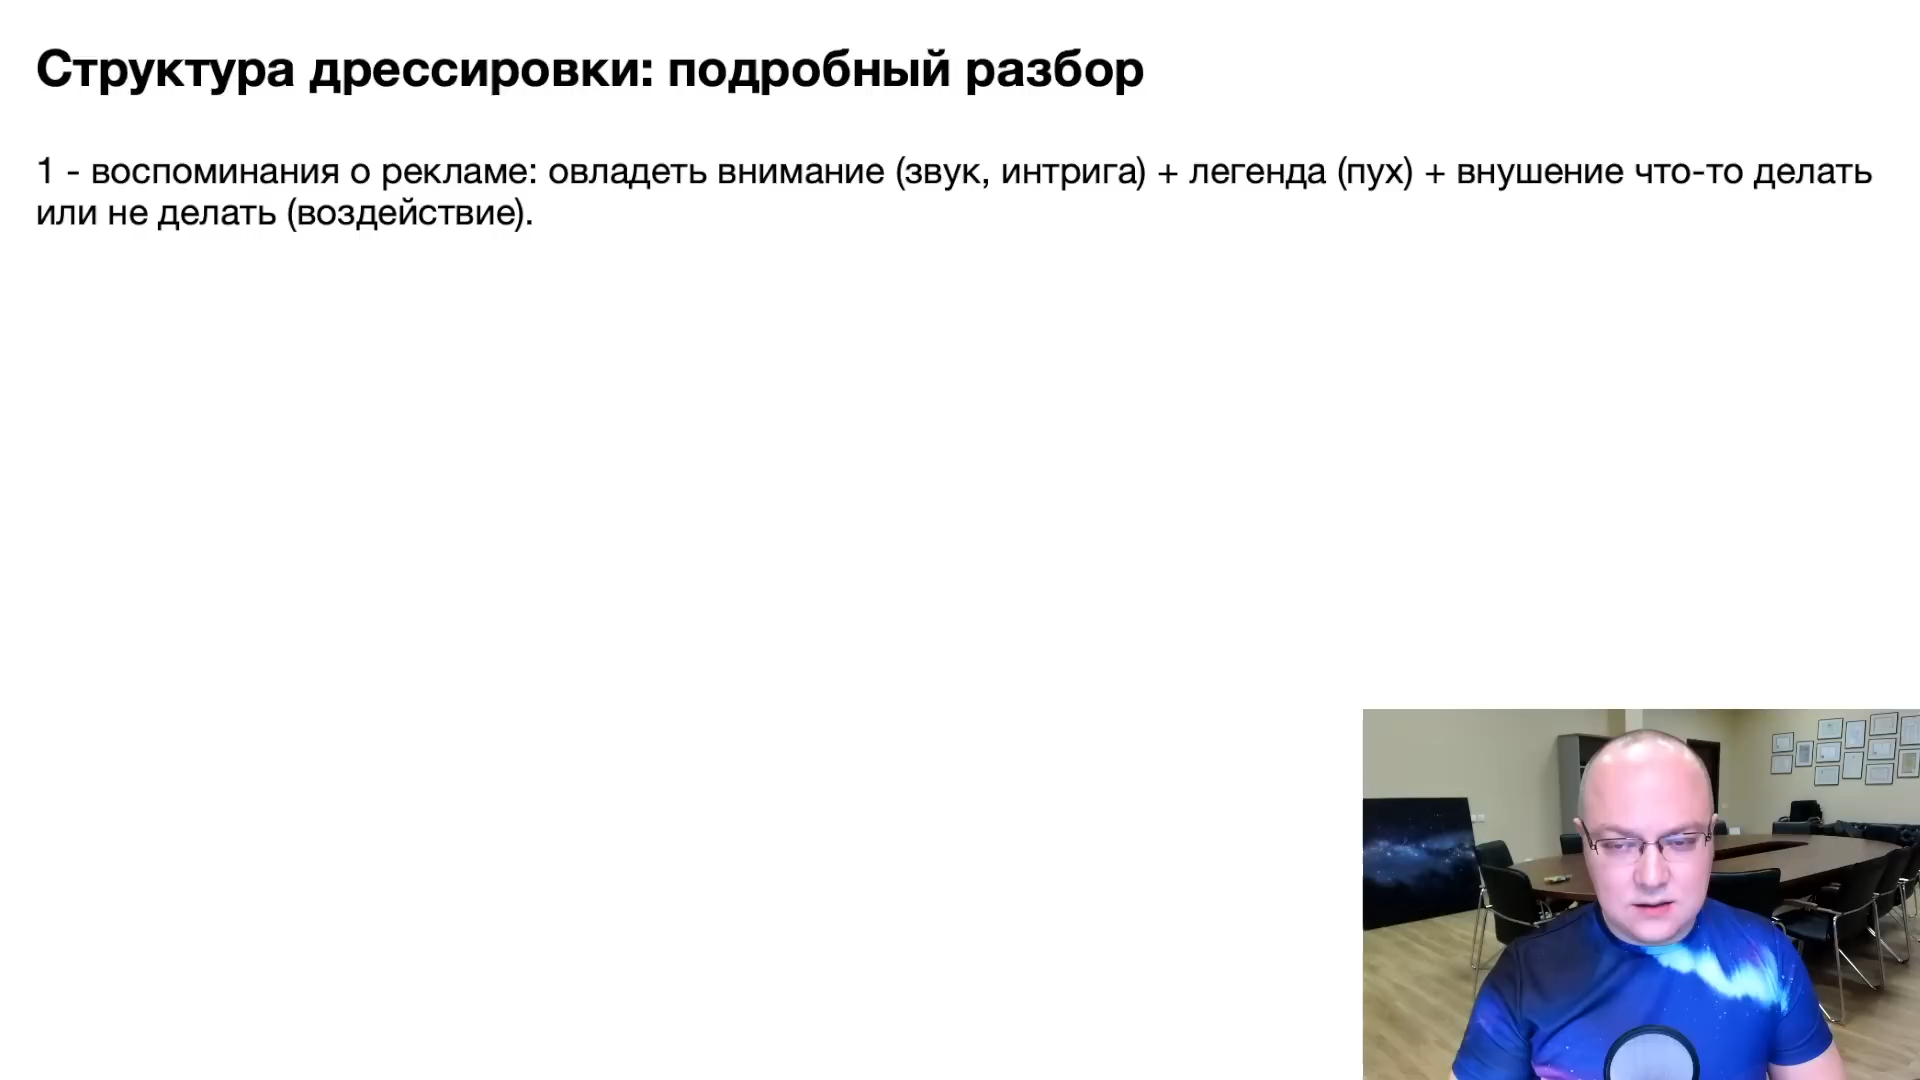 Структура дрессировки: подробный разбор
1 - воспоминания о рекламе: овладеть внимание (звук, интрига) + легенда (пух) + внушение что-то делать
или не делать (воздействие).